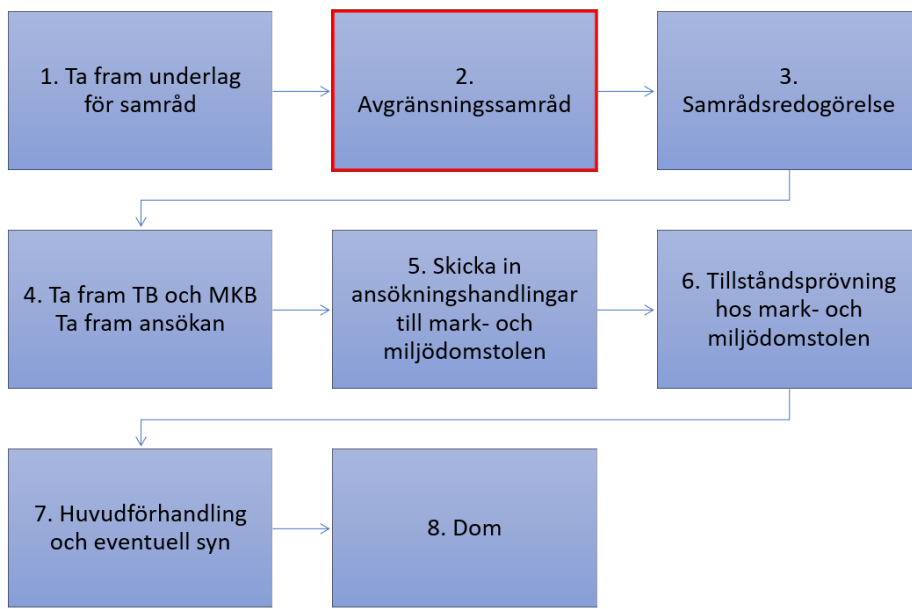 1. Ta fram underlag
för samråd
2.
Avgränsningssamråd
3.
Samrådsredogörelse
4. Ta fram TB och MKB
Ta fram ansökan
5. Skicka in
ansökningshandlingar
till mark- och
miljödomstolen
6. Tillståndsprövning
hos mark- och
miljödomstolen
7. Huvudförhandling
och eventuell syn
8. Dom